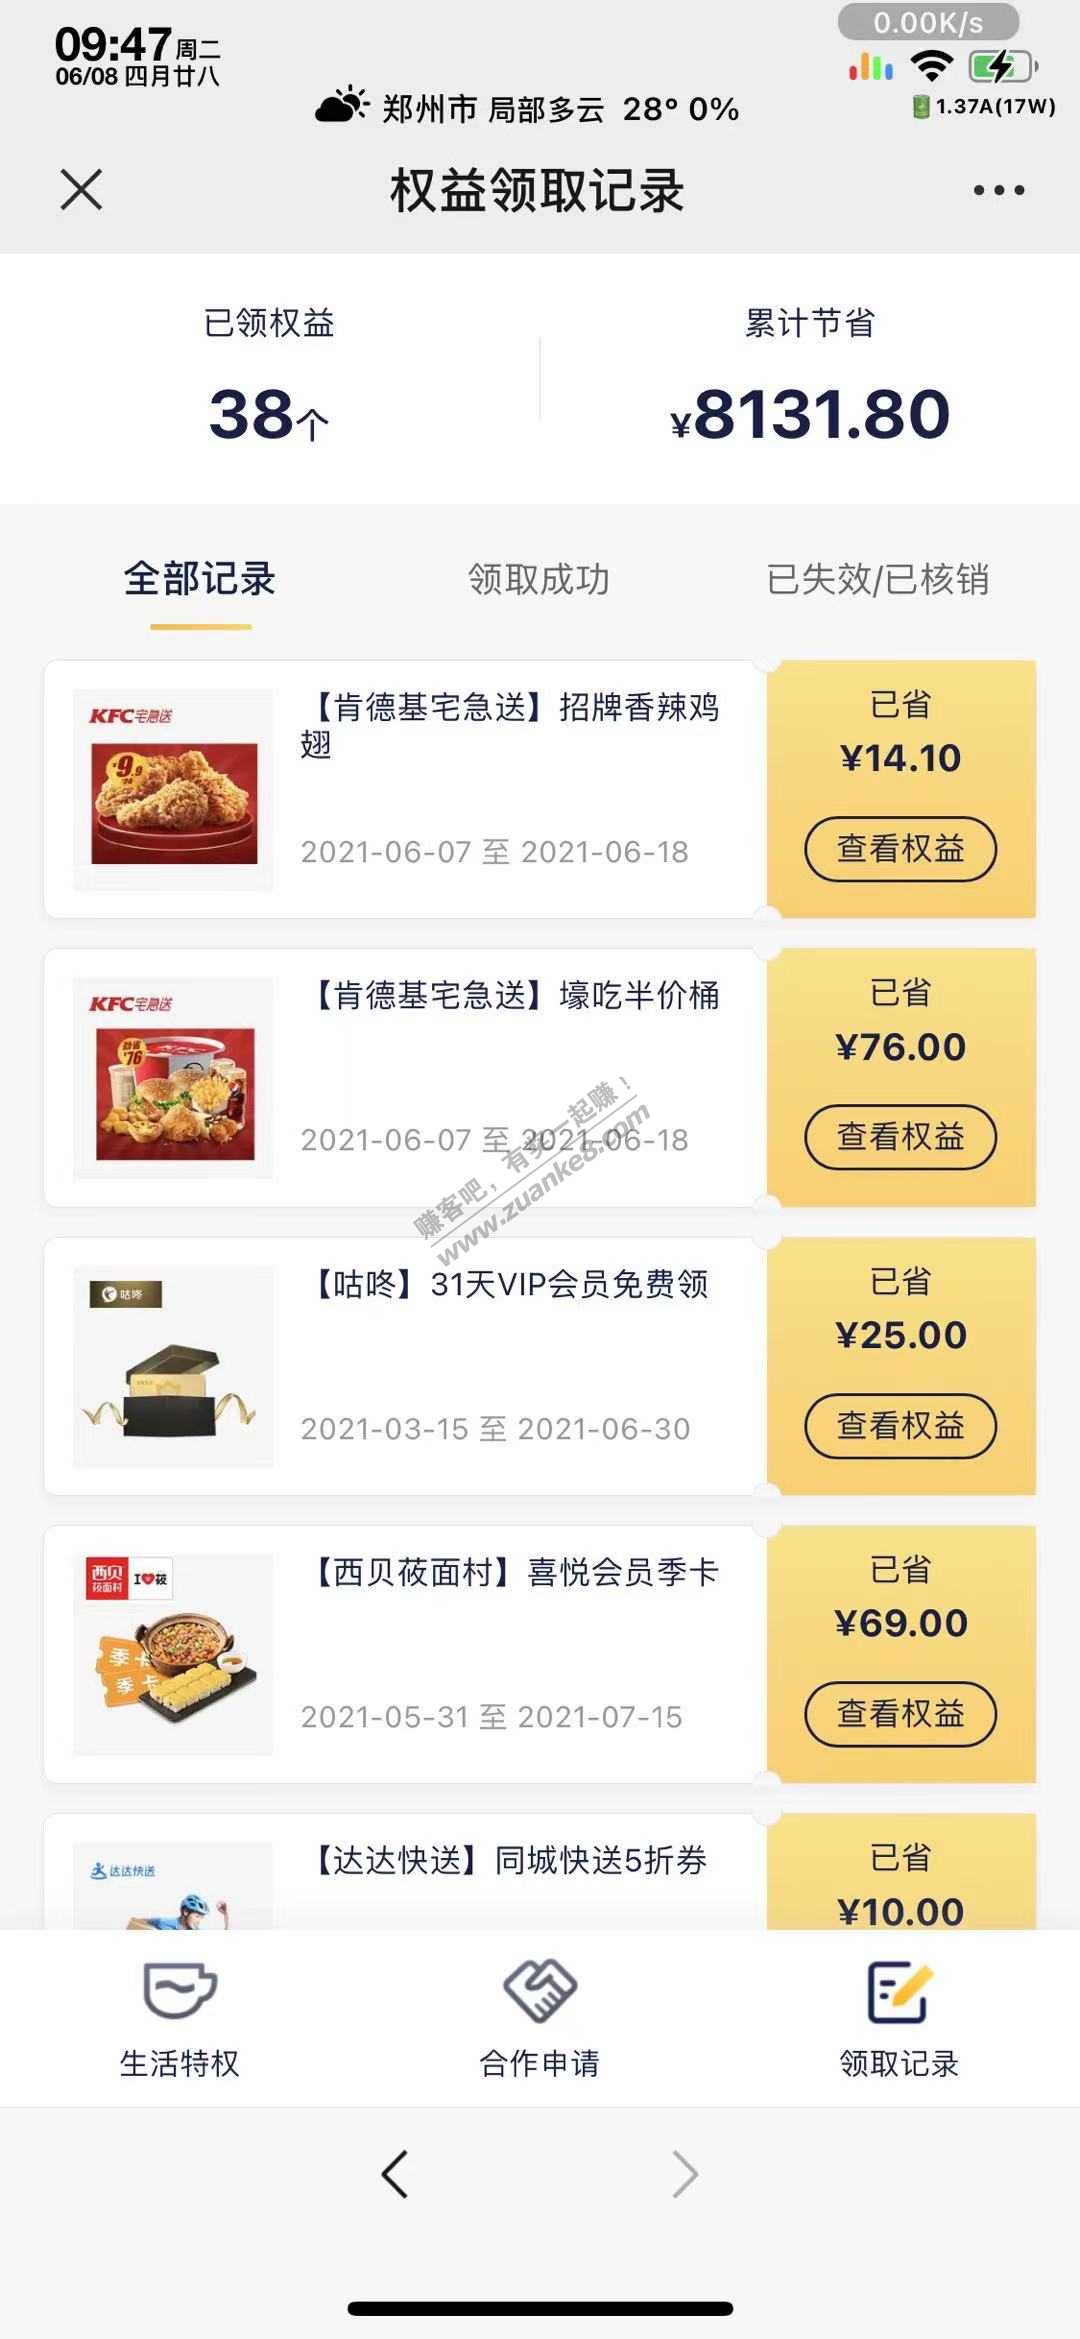 0.00K/s
09:47 周二
06/08 四月廿八
郑州市 局部多云 28° 0%
1.37A(17W)
权益领取记录
已领权益
累计节省
38个
¥8131.80
全部记录
领取成功
已失效/已核销
KFC宅急送
¥9.9
【肯德基宅急送】招牌香辣鸡
翅
2021-06-07 至 2021-06-18
已省
¥14.10
查看权益
KFC宅急送
¥76
【肯德基宅急送】壕吃半价桶
2021-06-07 至 2021-06-18
已省
¥76.00
查看权益
赚客吧,有奖一起赚!
www.zuanke8.com
咕咚
【咕咚】31天VIP会员免费领
2021-03-15 至 2021-06-30
已省
¥25.00
查看权益
西贝
莜面村
I❤莜
季卡
季卡
【西贝莜面村】喜悦会员季卡
2021-05-31 至 2021-07-15
已省
¥69.00
查看权益
达达快送
【达达快送】同城快送5折券
已省
¥10.00
生活特权
合作申请
领取记录